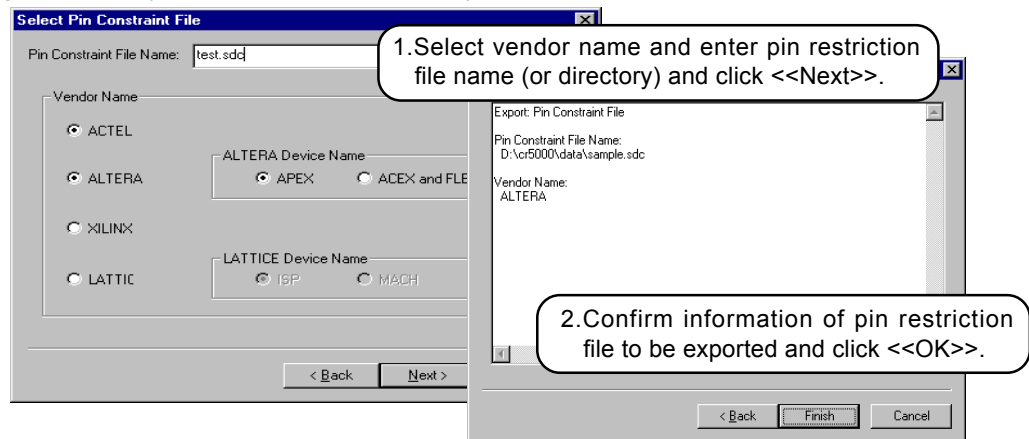 Select Pin Constraint File
Pin Constraint File Name: test.sdc
Vendor Name
ACTEL
ALTERA Device Name
ALTERA
APEX
ACEX and FLE
XILINX
LATTICE Device Name
LATTIC
ISP
MACH
< Back
Next >
1.Select vendor name and enter pin restriction
file name (or directory) and click <<Next>>.
Export: Pin Constraint File
Pin Constraint File Name:
D:\cr5000\data\sample.sdc
Vendor Name:
ALTERA
2.Confirm information of pin restriction
file to be exported and click <<OK>>.
< Back
Finish
Cancel